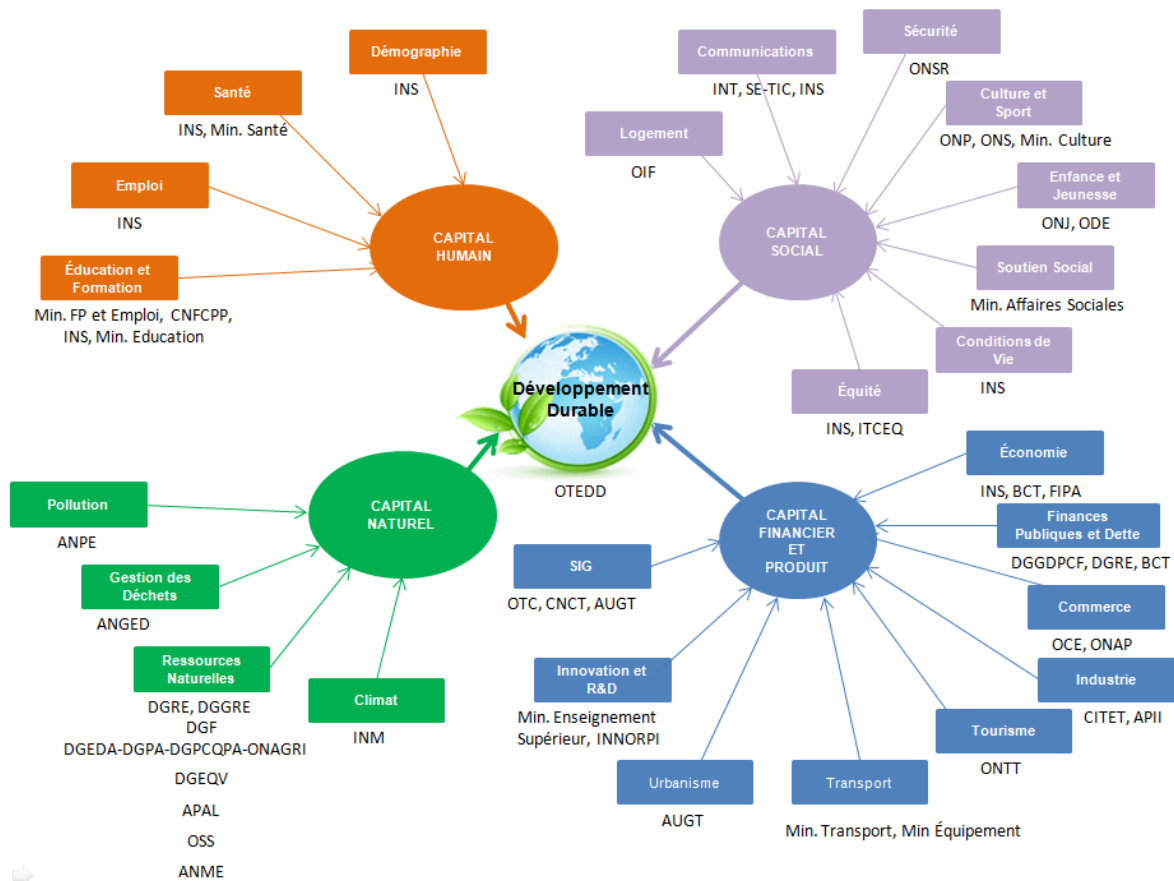 Démographie
INS
Santé
INS, Min. Santé
Emploi
INS
Éducation et
Formation
Min. FP et Emploi, CNFCPP,
INS, Min. Education
CAPITAL
HUMAIN
Communications
INT, SE-TIC, INS
Sécurité
ONSR
Logement
OIF
Culture et
Sport
ONP, ONS, Min. Culture
Enfance et
Jeunesse
ONJ, ODE
Soutien Social
Min. Affaires Sociales
Conditions de
Vie
INS
Équité
INS, ITCEQ
CAPITAL
SOCIAL
Développement
Durable
OTEDD
Pollution
ANPE
Gestion des
Déchets
ANGED
Ressources
Naturelles
DGRE, DGGRE
DGF
DGEDA-DGPA-DGPCQPA-ONAGRI
DGEQV
APAL
OSS
ANME
Climat
INM
CAPITAL
NATUREL
CAPITAL
FINANCIER
ET
PRODUIT
Économie
INS, BCT, FIPA
Finances
Publiques et Dette
DGGDPCF, DGRE, BCT
Commerce
OCE, ONAP
Industrie
CITET, APII
Tourisme
ONTT
Transport
Min. Transport, Min Équipement
Urbanisme
AUGT
Innovation et
R&D
Min. Enseignement
Supérieur, INNORPI
SIG
OTC, CNCT, AUGT